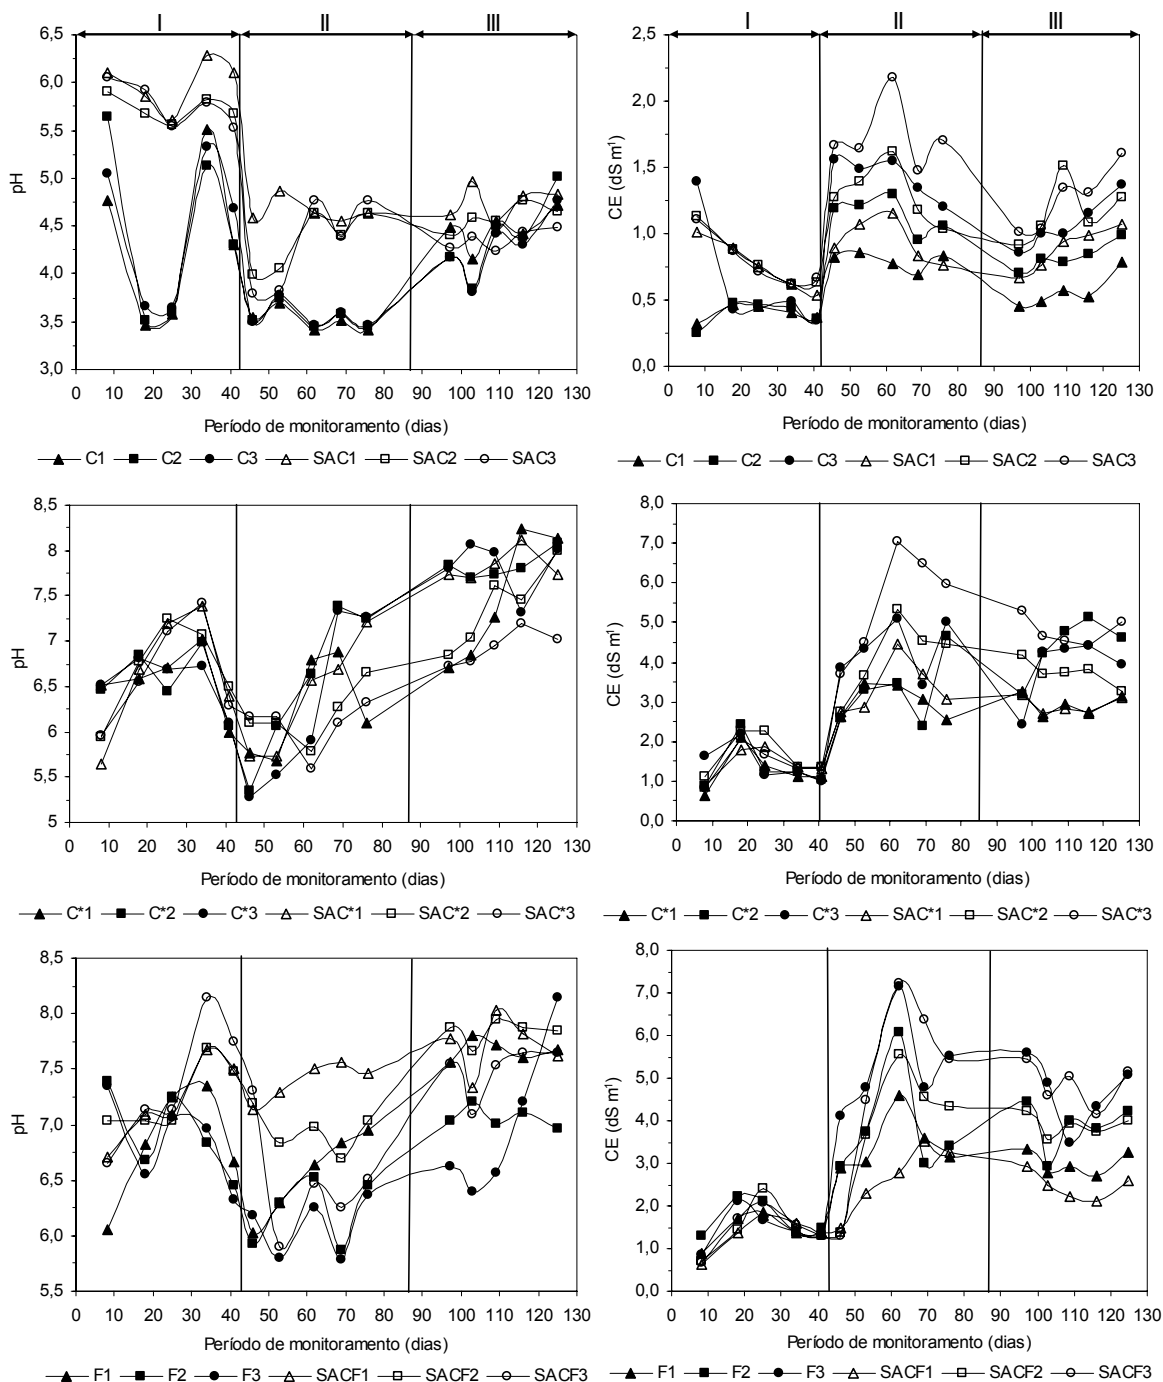 I II III
6,5
6,0
5,5
5,0
4,5
4,0
3,5
3,0
pH
0 10 20 30 40 50 60 70 80 90 100 110 120 130
Período de monitoramento (dias)
C1 C2 C3 SAC1 SAC2 SAC3
I II III
2,5
2,0
1,5
1,0
0,5
0,0
CE (dS m¹)
0 10 20 30 40 50 60 70 80 90 100 110 120 130
Período de monitoramento (dias)
C1 C2 C3 SAC1 SAC2 SAC3
8,5
8
7,5
7
6,5
6
5,5
5
pH
0 10 20 30 40 50 60 70 80 90 100 110 120 130
Período de monitoramento (dias)
C*1 C*2 C*3 SAC*1 SAC*2 SAC*3
8,0
7,0
6,0
5,0
4,0
3,0
2,0
1,0
0,0
CE (dS m¹)
0 10 20 30 40 50 60 70 80 90 100 110 120 130
Período de monitoramento (dias)
C*1 C*2 C*3 SAC*1 SAC*2 SAC*3
8,5
8,0
7,5
7,0
6,5
6,0
5,5
pH
0 10 20 30 40 50 60 70 80 90 100 110 120 130
Período de monitoramento (dias)
F1 F2 F3 SACF1 SACF2 SACF3
8,0
7,0
6,0
5,0
4,0
3,0
2,0
1,0
0,0
CE (dS m¹)
0 10 20 30 40 50 60 70 80 90 100 110 120 130
Período de monitoramento (dias)
F1 F2 F3 SACF1 SACF2 SACF3